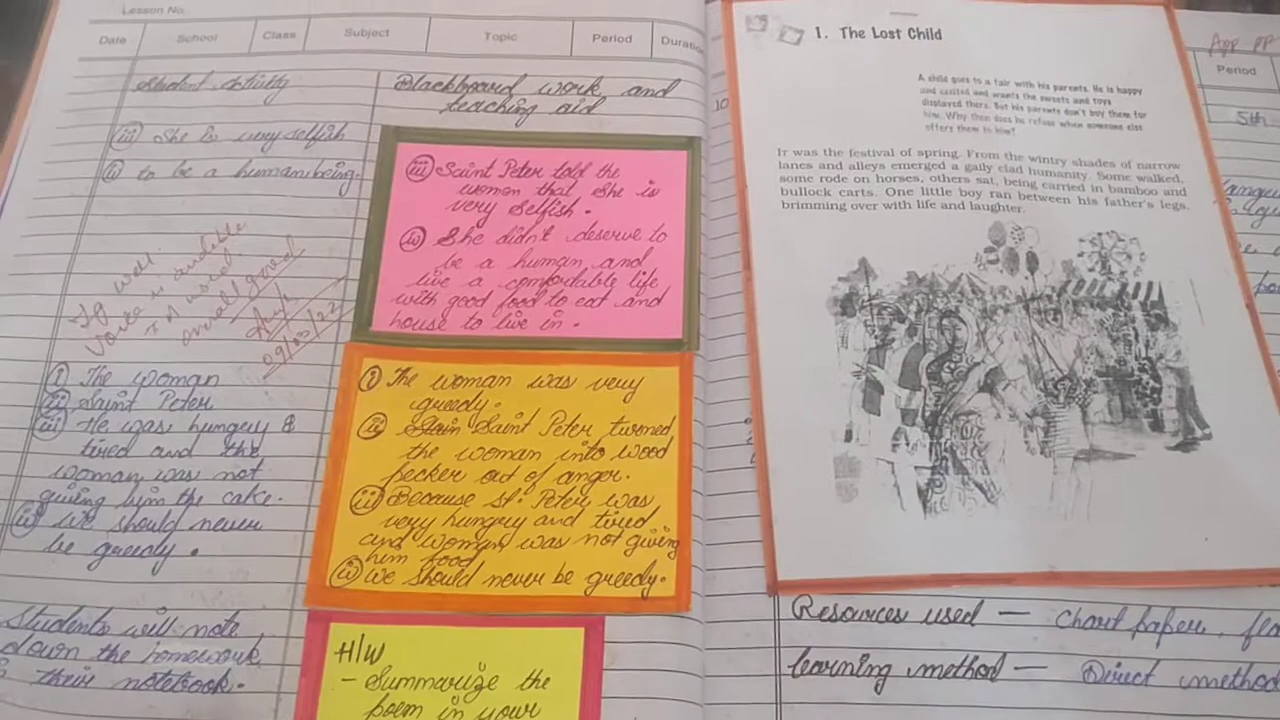 Lesson No.
Date School Class Subject Topic Period Duration
Student Activity
Blackboard work and
teaching aid
(iii) She is very selfish
(iv) to be a human being.
(iii) Saint Peter told the
woman that she is
very selfish.
(iv) She didn't deserve to
be a human and
live a comfortable life
with good food to eat and
house to live in.
Voice is audible
(i) The woman
(ii) Saint Peter
(iii) He was hungery &
tired and the
woman was not
giving him the cake.
(iv) we should never
be greedy.
(i) The woman was very
greedy.
(ii) Saint Peter turned
the woman into wood
pecker out of anger.
(iii) Because St. Peter was
very hungry and tired
and woman was not giving
him food
(iv) we should never be greedy.
Students will note
down the homework
their notebook.
H/W
- Summarize the
poem in your
1. The Lost Child
A child goes to a fair with his parents. He is happy
and excited and wants the sweets and toys
displayed there. But his parents don't buy them for
him. Why then does he refuse when someone else
offers them to him?
IT was the festival of spring. From the wintry shades of narrow
lanes and alleys emerged a gaily clad humanity. Some walked,
some rode on horses, others sat, being carried in bamboo and
bullock carts. One little boy ran between his father's legs,
brimming over with life and laughter.
Period
5th
Resources used — Chart paper,
learning method — Direct method